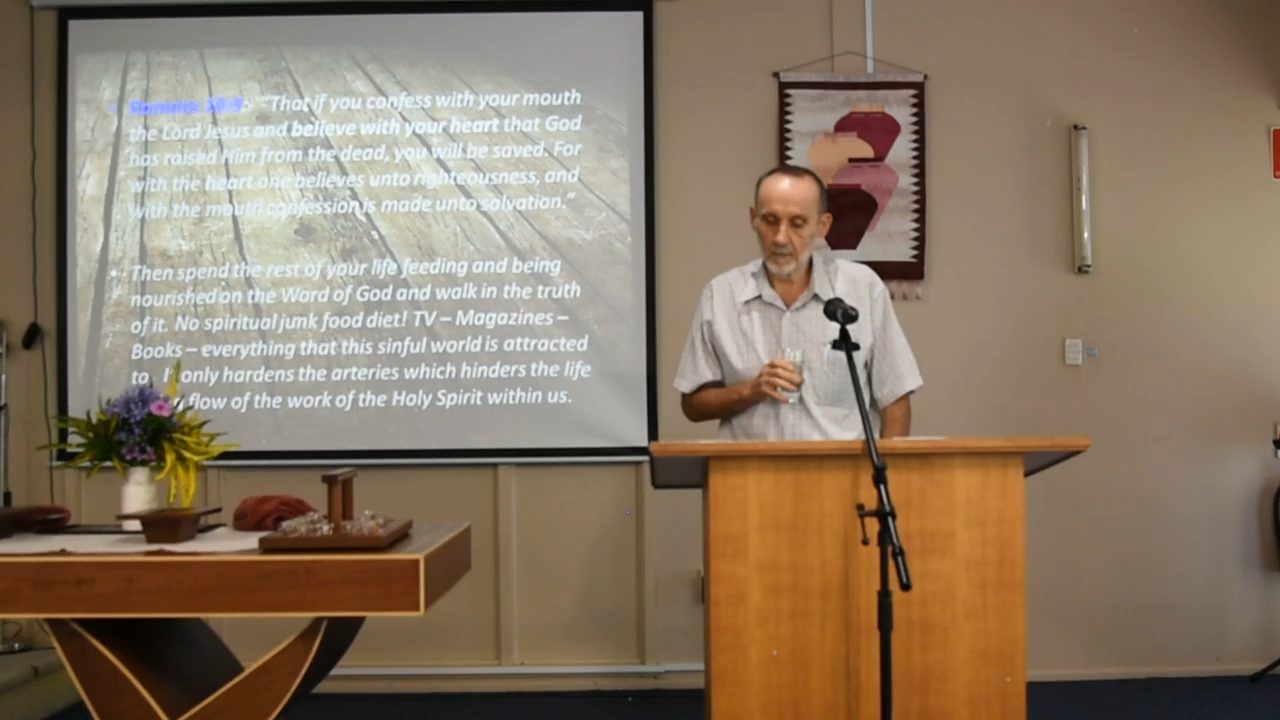 • Romans 10:9- "That if you confess with your mouth
the Lord Jesus and believe with your heart that God
has raised Him from the dead, you will be saved. For
with the heart one believes unto righteousness, and
with the mouth confession is made unto salvation."
• Then spend the rest of your life feeding and being
nourished on the Word of God and walk in the truth
of it. No spiritual junk food diet! TV – Magazines –
Books – everything that this sinful world is attracted
to. It only hardens the arteries which hinders the life
flow of the work of the Holy Spirit within us.